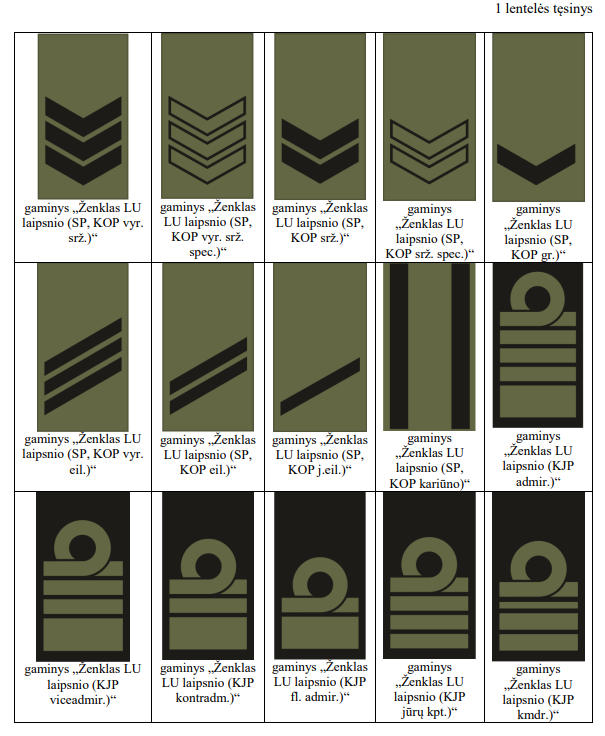 1 lentelės tęsinys
gaminys „Ženklas LU
laipsnio (SP, KOP vyr.
srž.)“
gaminys „Ženklas
LU laipsnio (SP,
KOP vyr. srž.
spec.)“
gaminys „Ženklas
LU laipsnio (SP,
KOP srž.)“
gaminys
„Ženklas LU
laipsnio (SP,
KOP srž. spec.)“
gaminys
„Ženklas LU
laipsnio (SP,
KOP gr.)“
gaminys „Ženklas LU
laipsnio (SP, KOP vyr.
eil.)“
gaminys „Ženklas
LU laipsnio (SP,
KOP eil.)“
gaminys „Ženklas
LU laipsnio (SP,
KOP j.eil.)“
gaminys
„Ženklas LU
laipsnio (SP,
KOP kariūno)“
gaminys
„Ženklas LU
laipsnio (KJP
admir.)“
gaminys „Ženklas LU
laipsnio (KJP
viceadmir.)“
gaminys „Ženklas
LU laipsnio (KJP
kontradm.)“
gaminys „Ženklas
LU laipsnio (KJP
fl. admir.)“
gaminys
„Ženklas LU
laipsnio (KJP
jūrų kpt.)“
gaminys
„Ženklas LU
laipsnio (KJP
kmdr.)“